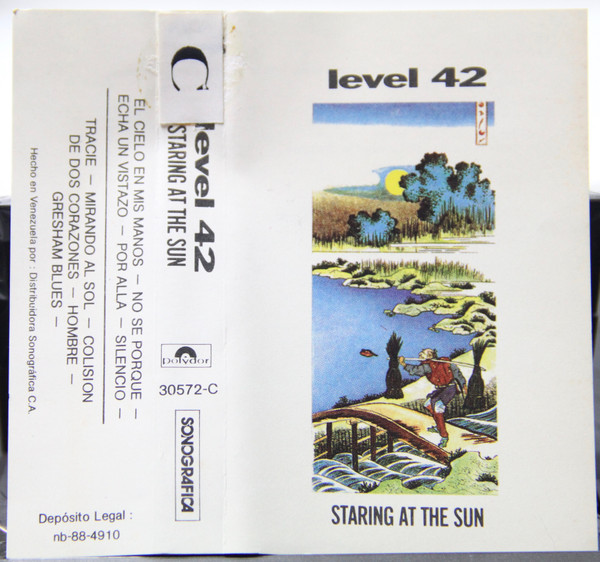 EL CIELO EN MIS MANOS — NO SE PORQUE —
ECHA UN VISTAZO — POR ALLA — SILENCIO —
TRACIE — MIRANDO AL SOL — COLISION
DE DOS CORAZONES — HOMBRE —
GRESHAM BLUES —
Hecho en Venezuela por : Distribuidora Sonográfica C.A.
Depósito Legal :
nb-88-4910
C
level 42
STARING AT THE SUN
Polydor
30572-C
SONOGRAFICA
level 42
STARING AT THE SUN